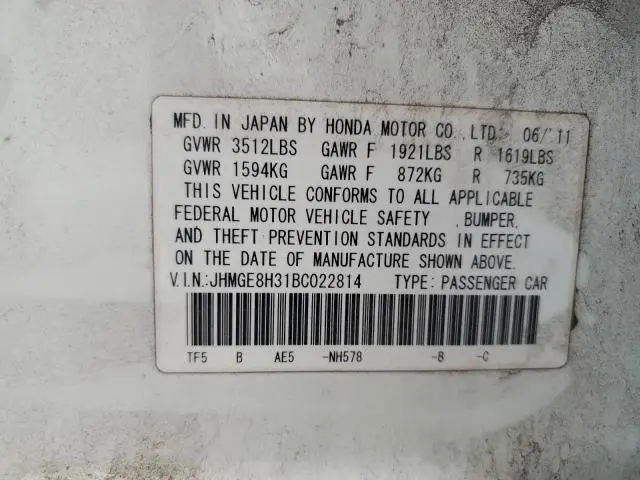 MFD. IN JAPAN BY HONDA MOTOR CO., LTD. 06/'11
GVWR 3512LBS GAWR F 1921LBS R 1619LBS
GVWR 1594KG GAWR F 872KG R 735KG
THIS VEHICLE CONFORMS TO ALL APPLICABLE
FEDERAL MOTOR VEHICLE SAFETY , BUMPER,
AND THEFT PREVENTION STANDARDS IN EFFECT
ON THE DATE OF MANUFACTURE SHOWN ABOVE.
V.I.N.:JHMGE8H31BC022814 TYPE: PASSENGER CAR
TF5 B AE5 -NH578 -B -C